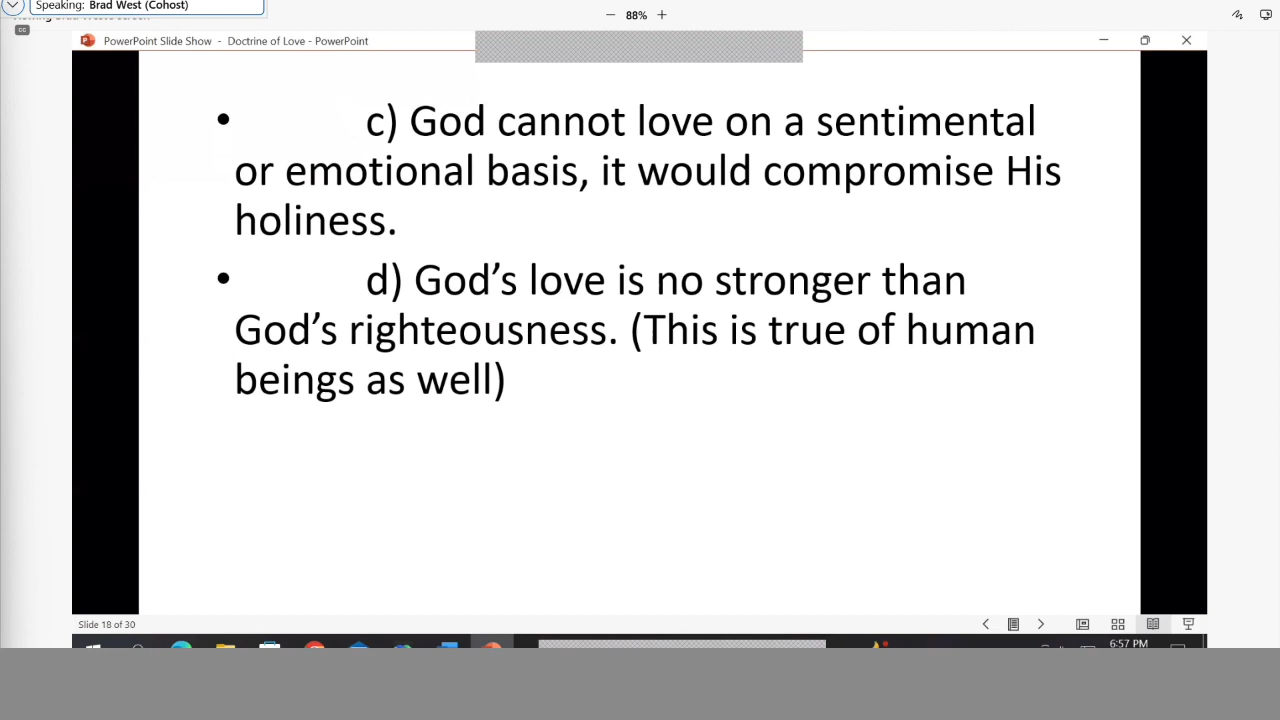 Speaking: Brad West (Cohost)
88%
cc
PowerPoint Slide Show - Doctrine of Love - PowerPoint
• c) God cannot love on a sentimental
or emotional basis, it would compromise His
holiness.
• d) God’s love is no stronger than
God’s righteousness. (This is true of human
beings as well)
Slide 18 of 30
6:57 PM